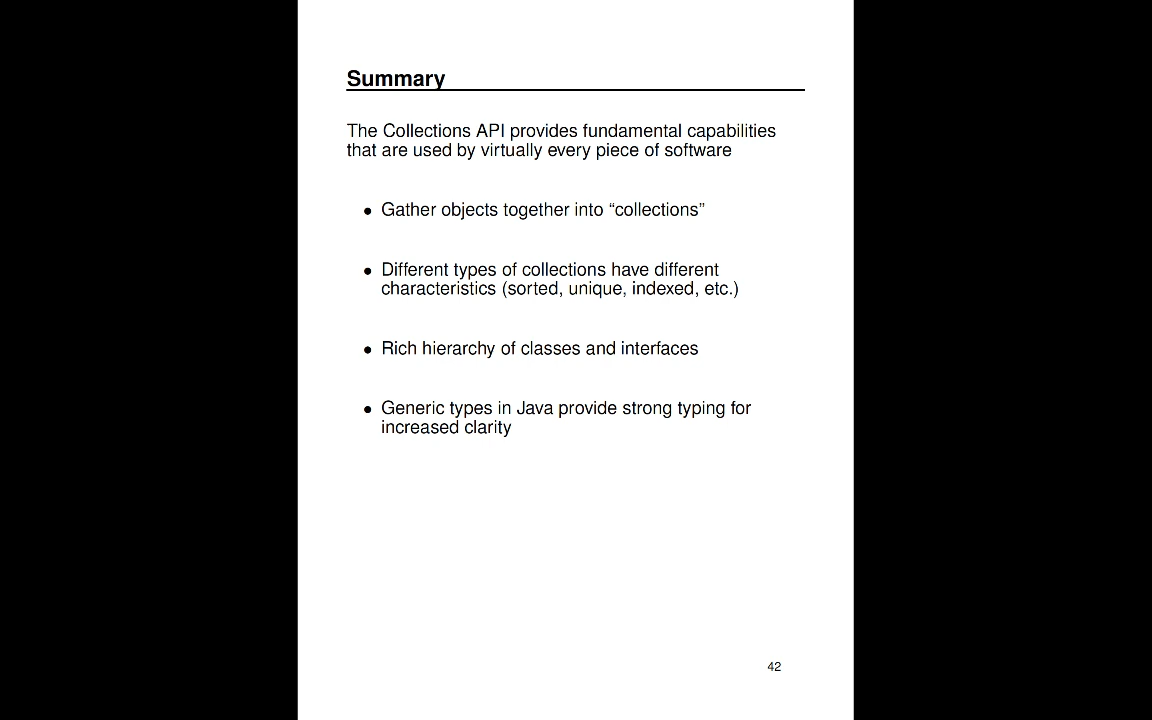 Summary
The Collections API provides fundamental capabilities
that are used by virtually every piece of software
● Gather objects together into “collections”
● Different types of collections have different
characteristics (sorted, unique, indexed, etc.)
● Rich hierarchy of classes and interfaces
● Generic types in Java provide strong typing for
increased clarity
42